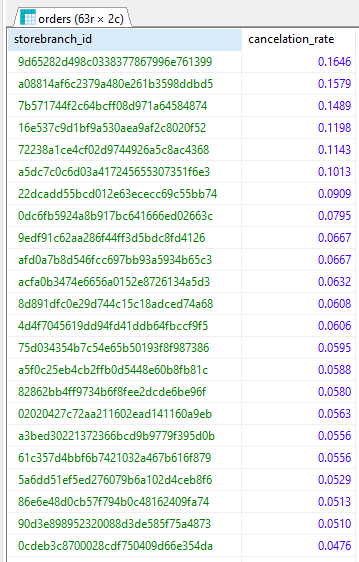 orders (63r × 2c)
storebranch_id cancelation_rate
9d65282d498c0338377867996e761399 0.1646
a08814af6c2379a480e261b3598ddbd5 0.1579
7b571744f2c64bcff08d971a64584874 0.1489
16e537c9d1bf9a530aea9af2c8020f52 0.1198
72238a1ce4cf02d9744926a5c8ac4368 0.1143
a5dc7c0c6d03a417245655307351f6e3 0.1013
22dcadd55bcd012e63ececc69c55bb74 0.0909
0dc6fb5924a8b917bc641666ed02663c 0.0795
9edf91c62aa286f44ff3d5bdc8fd4126 0.0667
afd0a7b8d546fcc697bb93a5934b65c3 0.0667
acfa0b3474e6656a0152e8726134a5d3 0.0632
8d891dfc0e29d744c15c18adced74a68 0.0608
4d4f7045619dd94fd41ddb64fbccf9f5 0.0606
75d034354b7c54e65b50193f8f987386 0.0595
a5f0c25eb4cb2ffb0d5448e60b8fb81c 0.0588
82862bb4ff9734b6f8fee2dcde6be96f 0.0580
02020427c72aa211602ead141160a9eb 0.0563
a3bed30221372366bcd9b9779f395d0b 0.0556
61c357d4bbf6b7421032a467b616f879 0.0556
5a6dd51ef5ed276079b6a102d4ceb8f6 0.0529
86e6e48d0cb57f794b0c48162409fa74 0.0513
90d3e898952320088d3de585f75a4873 0.0510
0cdeb3c8700028cdf750409d66e354da 0.0476